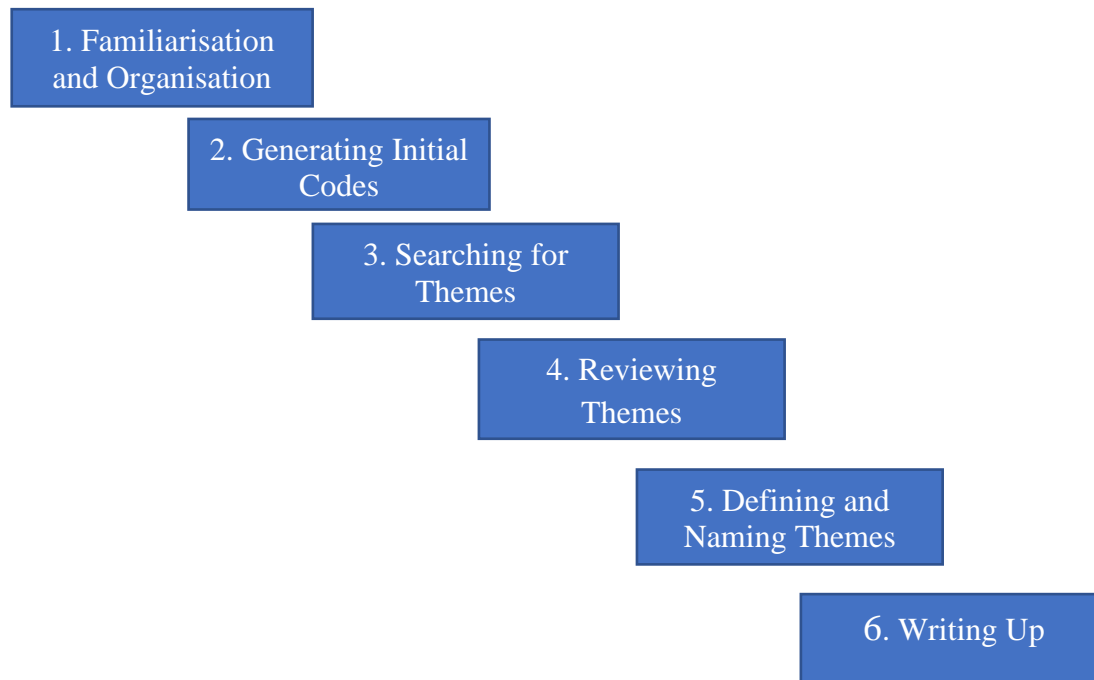 1. Familiarisation
and Organisation
2. Generating Initial
Codes
3. Searching for
Themes
4. Reviewing
Themes
5. Defining and
Naming Themes
6. Writing Up